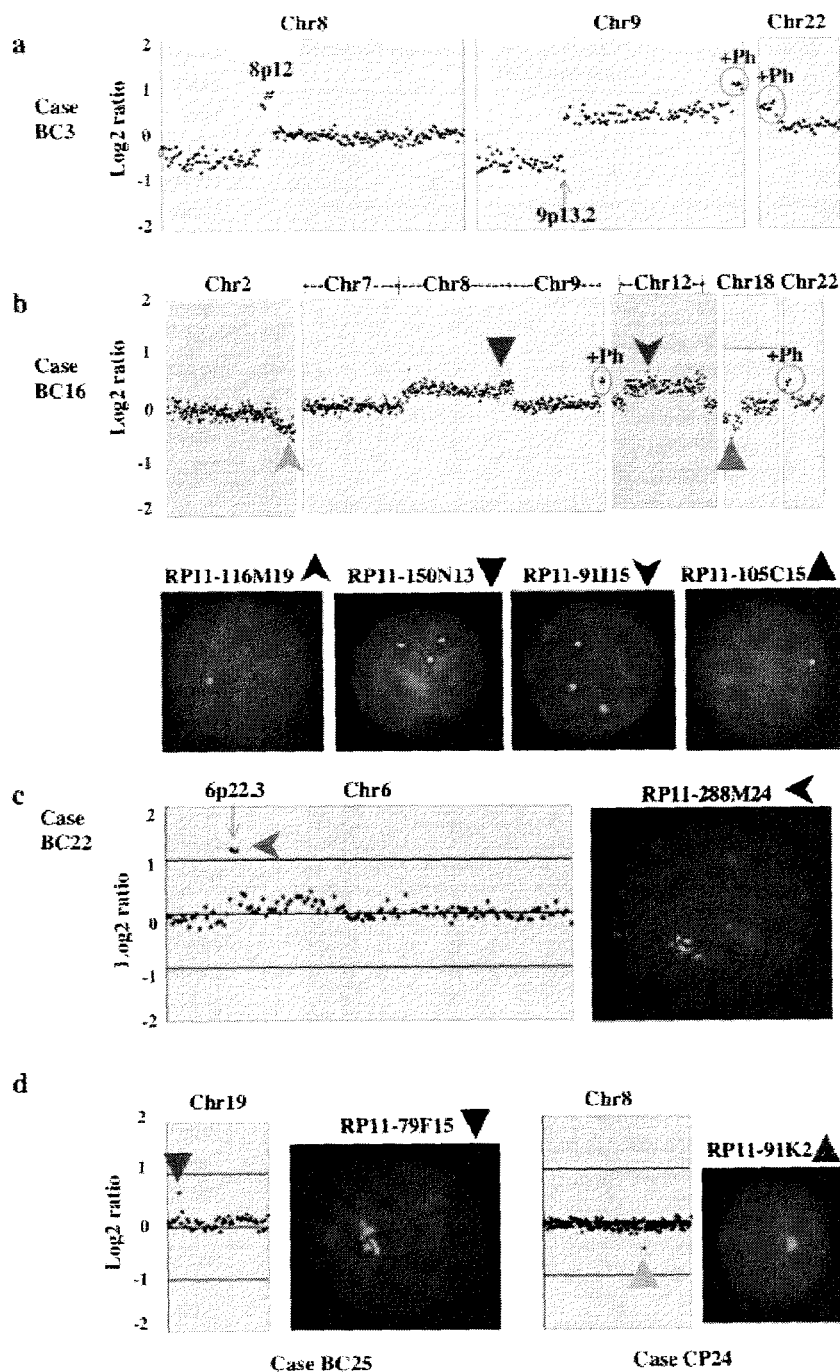 a
Chr8 Chr9 Chr22
Case
BC3
Log2 ratio
2
1
0
-1
-2
8p12
+Ph
+Ph
9p13.2
b
Chr2 Chr7 Chr8 Chr9 Chr12 Chr18 Chr22
Case
BC16
Log2 ratio
2
1
0
-1
-2
+Ph
+Ph
RP11-116M19 RP11-150N13 RP11-91I15 RP11-105C15
c
Case
BC22
6p22.3 Chr6
RP11-288M24
Log2 ratio
2
1
0
-1
-2
d
Chr19
RP11-79F15
Chr8
RP11-91K2
Log2 ratio
2
1
0
-1
-2
Case BC25 Case CP24